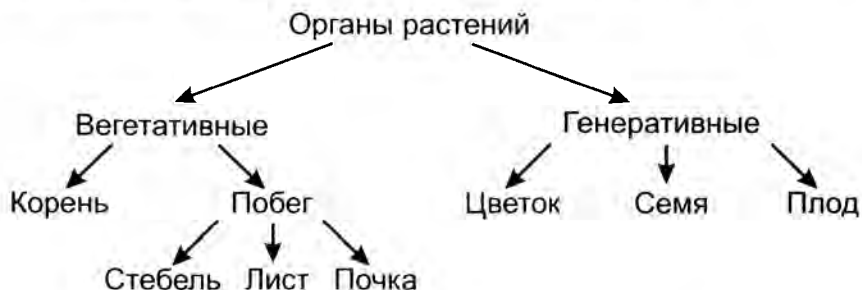 Органы растений
Вегетативные Генеративные
Корень Побег Цветок Семя Плод
Стебель Лист Почка